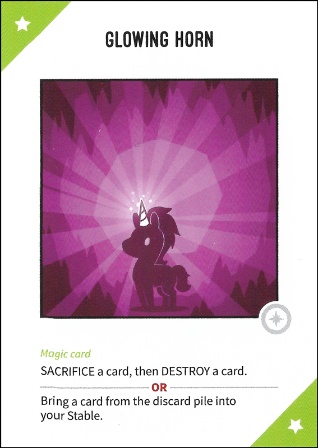 GLOWING HORN
Magic card
SACRIFICE a card, then DESTROY a card.
OR
Bring a card from the discard pile into
your Stable.